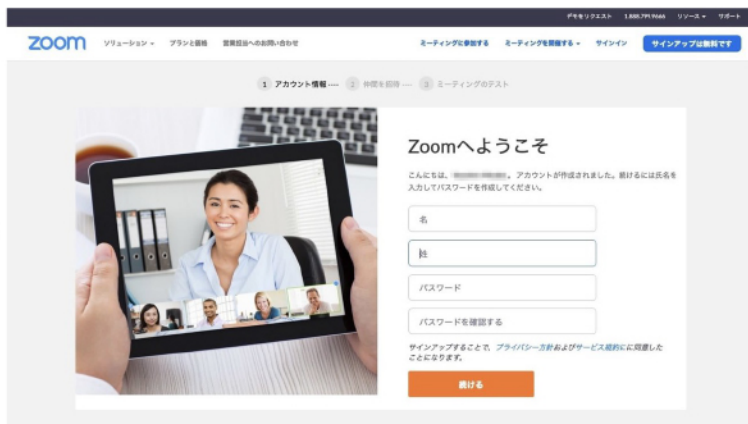 デモをリクエスト 1.888.799.9666 リソース サポート
zoom ソリューション プランと価格 営業担当へのお問い合わせ ミーティングに参加する ミーティングを開催する サインイン サインアップは無料です
1 アカウント情報 ---- 2 仲間を招待 ---- 3 ミーティングのテスト
Zoomへようこそ
こんにちは、 。 アカウントが作成されました。続けるには氏名を
入力してパスワードを作成してください。
名
姓
パスワード
パスワードを確認する
サインアップすることで、プライバシー方針およびサービス規約にに同意した
ことになります。
続ける